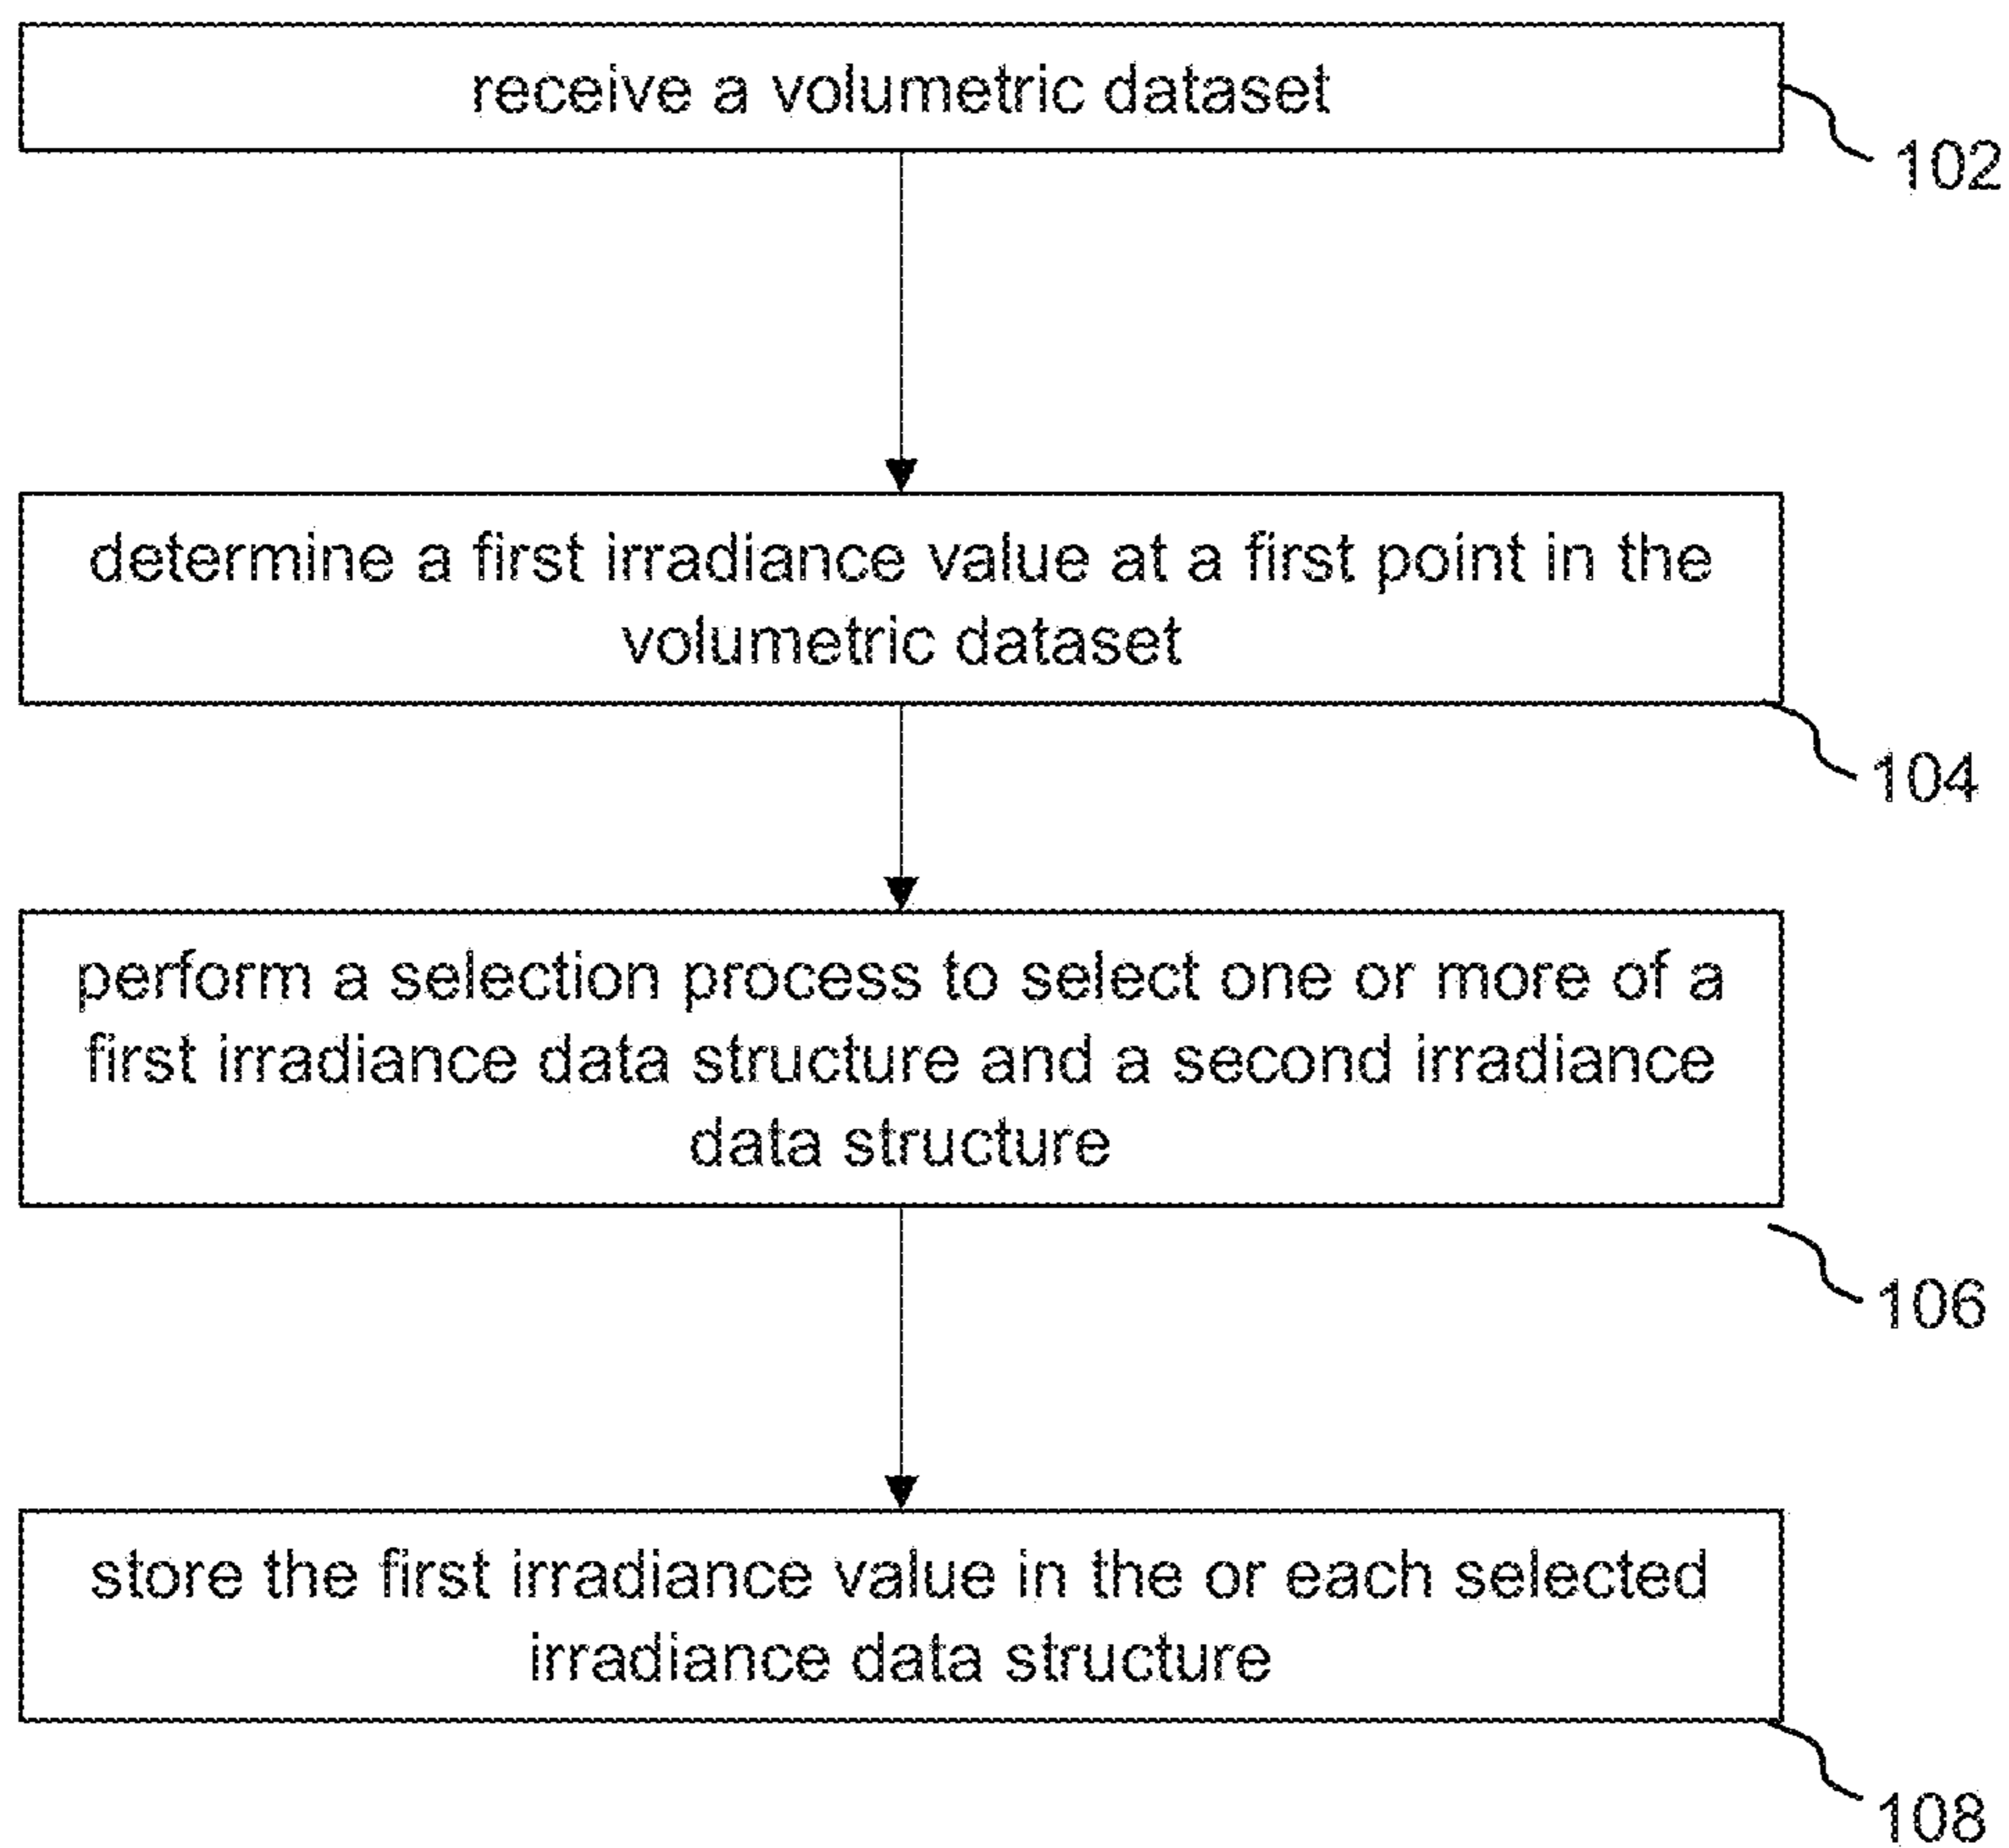 receive a volumetric dataset
102
determine a first irradiance value at a first point in the
volumetric dataset
104
perform a selection process to select one or more of a
first irradiance data structure and a second irradiance
data structure
106
store the first irradiance value in the or each selected
irradiance data structure
108